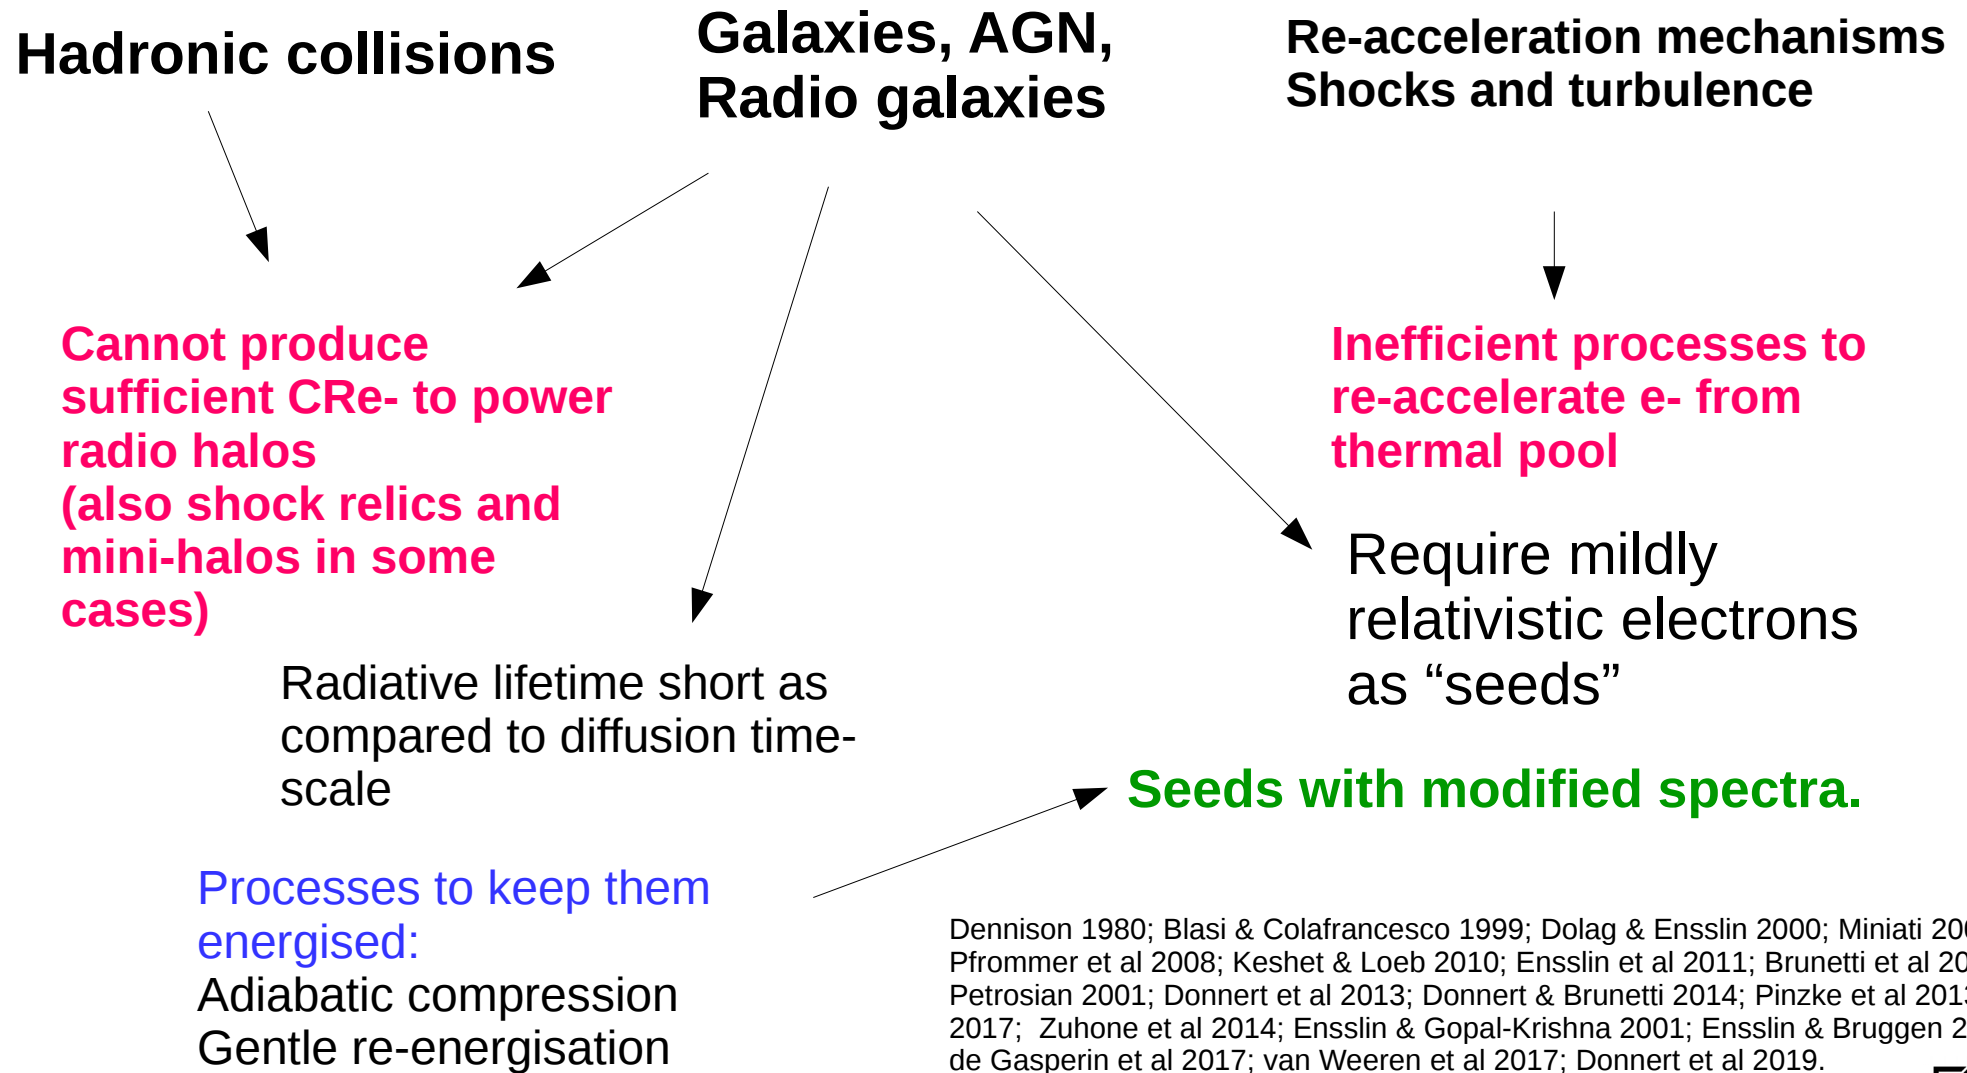 Hadronic collisions
Galaxies, AGN,
Radio galaxies
Re-acceleration mechanisms
Shocks and turbulence
Cannot produce
sufficient CRe- to power
radio halos
(also shock relics and
mini-halos in some
cases)
Inefficient processes to
re-accelerate e- from
thermal pool
Require mildly
relativistic electrons
as “seeds”
Radiative lifetime short as
compared to diffusion time-
scale
Seeds with modified spectra.
Processes to keep them
energised:
Adiabatic compression
Gentle re-energisation
Dennison 1980; Blasi & Colafrancesco 1999; Dolag & Ensslin 2000; Miniati
Pfrommer et al 2008; Keshet & Loeb 2010; Ensslin et al 2011; Brunetti et al
Petrosian 2001; Donnert et al 2013; Donnert & Brunetti 2014; Pinzke et al
2017; Zuhone et al 2014; Ensslin & Gopal-Krishna 2001; Ensslin & Bruggen
de Gasperin et al 2017; van Weeren et al 2017; Donnert et al 2019.